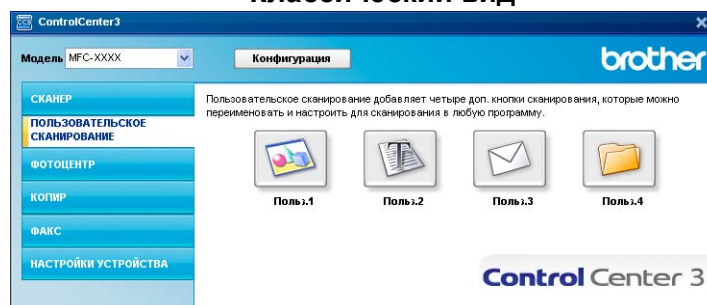 Классический вид
ControlCenter3
Модель MFC-XXXX
Конфигурация
brother
СКАНЕР
ПОЛЬЗОВАТЕЛЬСКОЕ
СКАНИРОВАНИЕ
ФОТОЦЕНТР
КОПИР
ФАКС
НАСТРОЙКИ УСТРОЙСТВА
Пользовательское сканирование добавляет четыре доп. кнопки сканирования, которые можно
переименовать и настроить для сканирования в любую программу.
Польз.1 Польз.2 Польз.3 Польз.4
Control Center 3